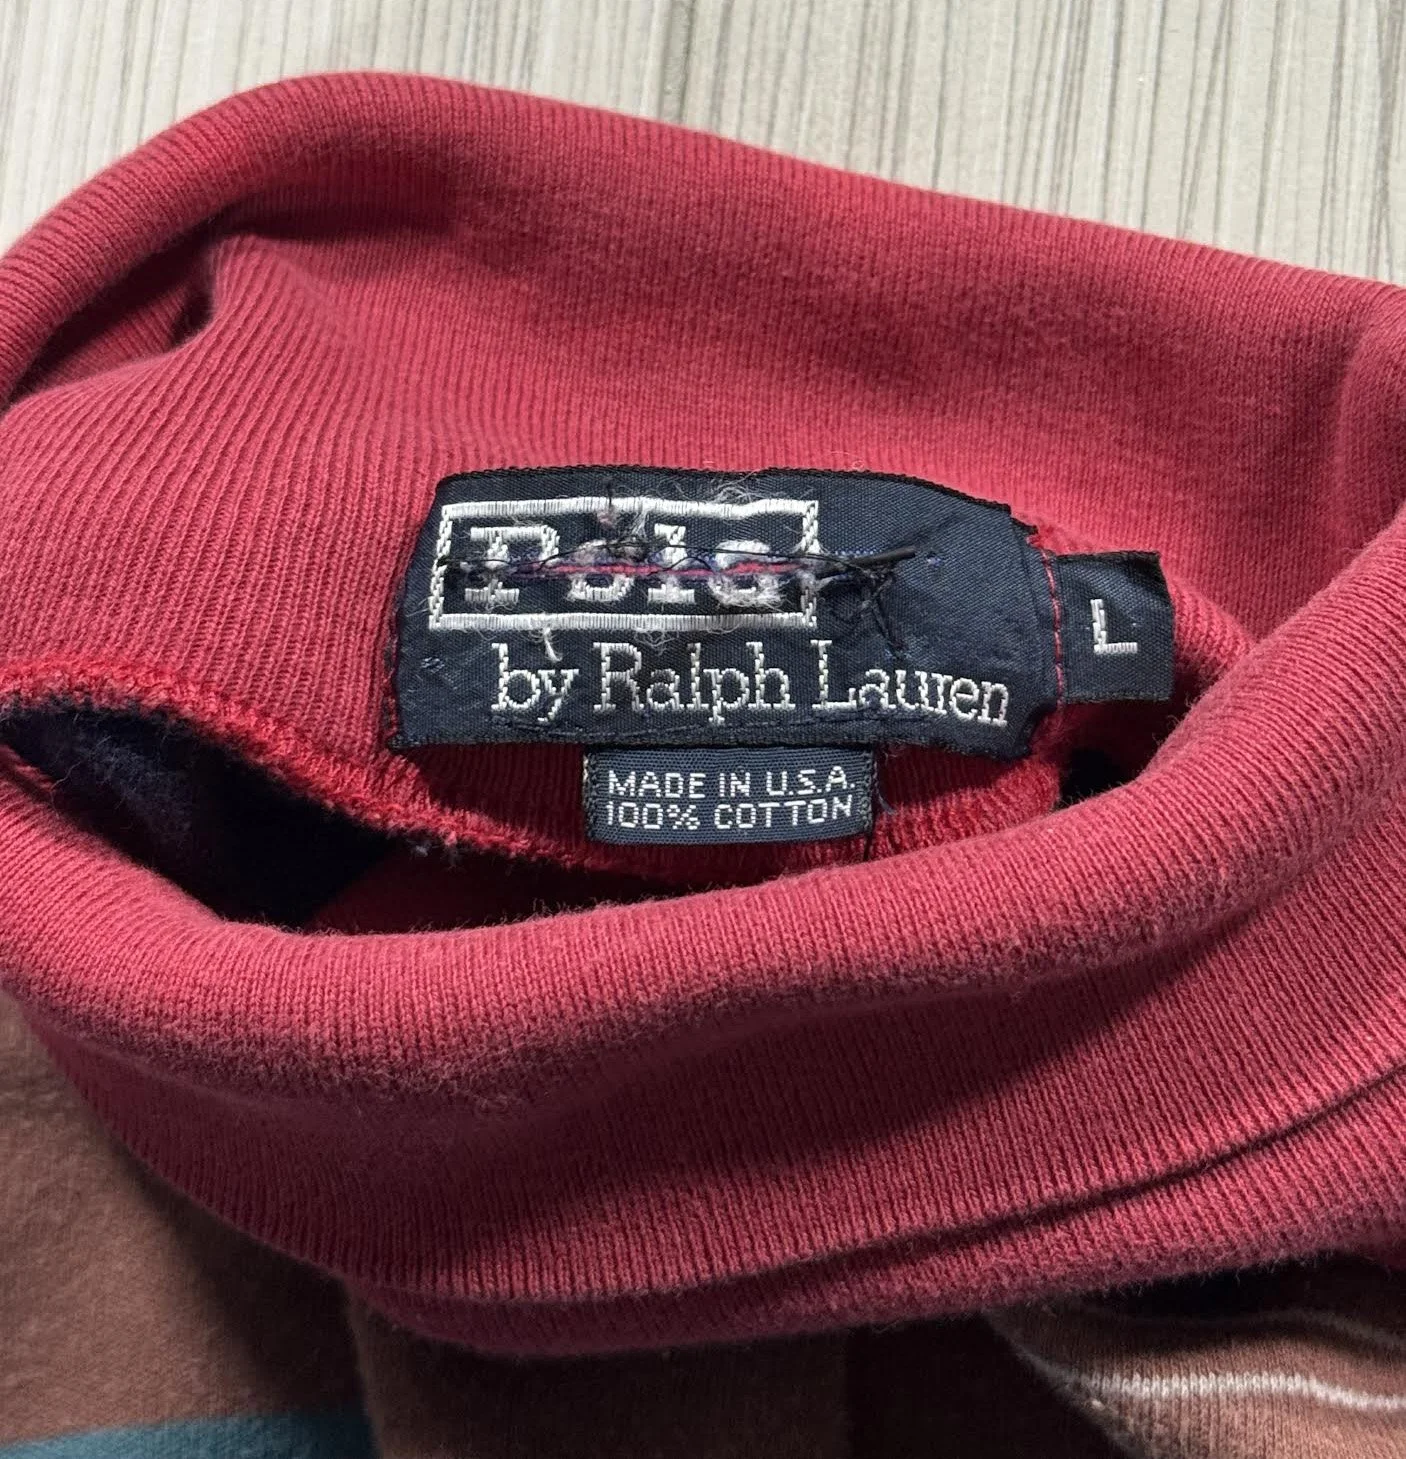 Polo
by Ralph Lauren
L
MADE IN U.S.A.
100% COTTON